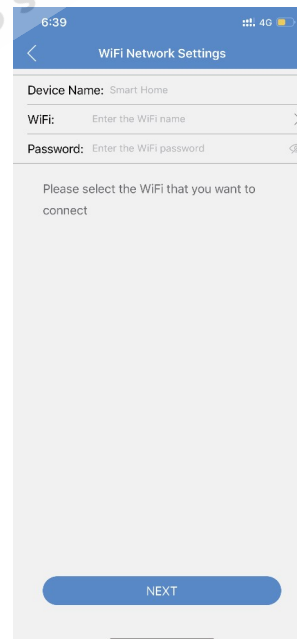 6:39
4G
WiFi Network Settings
Device Name: Smart Home
WiFi: Enter the WiFi name
Password: Enter the WiFi password
Please select the WiFi that you want to
connect
NEXT